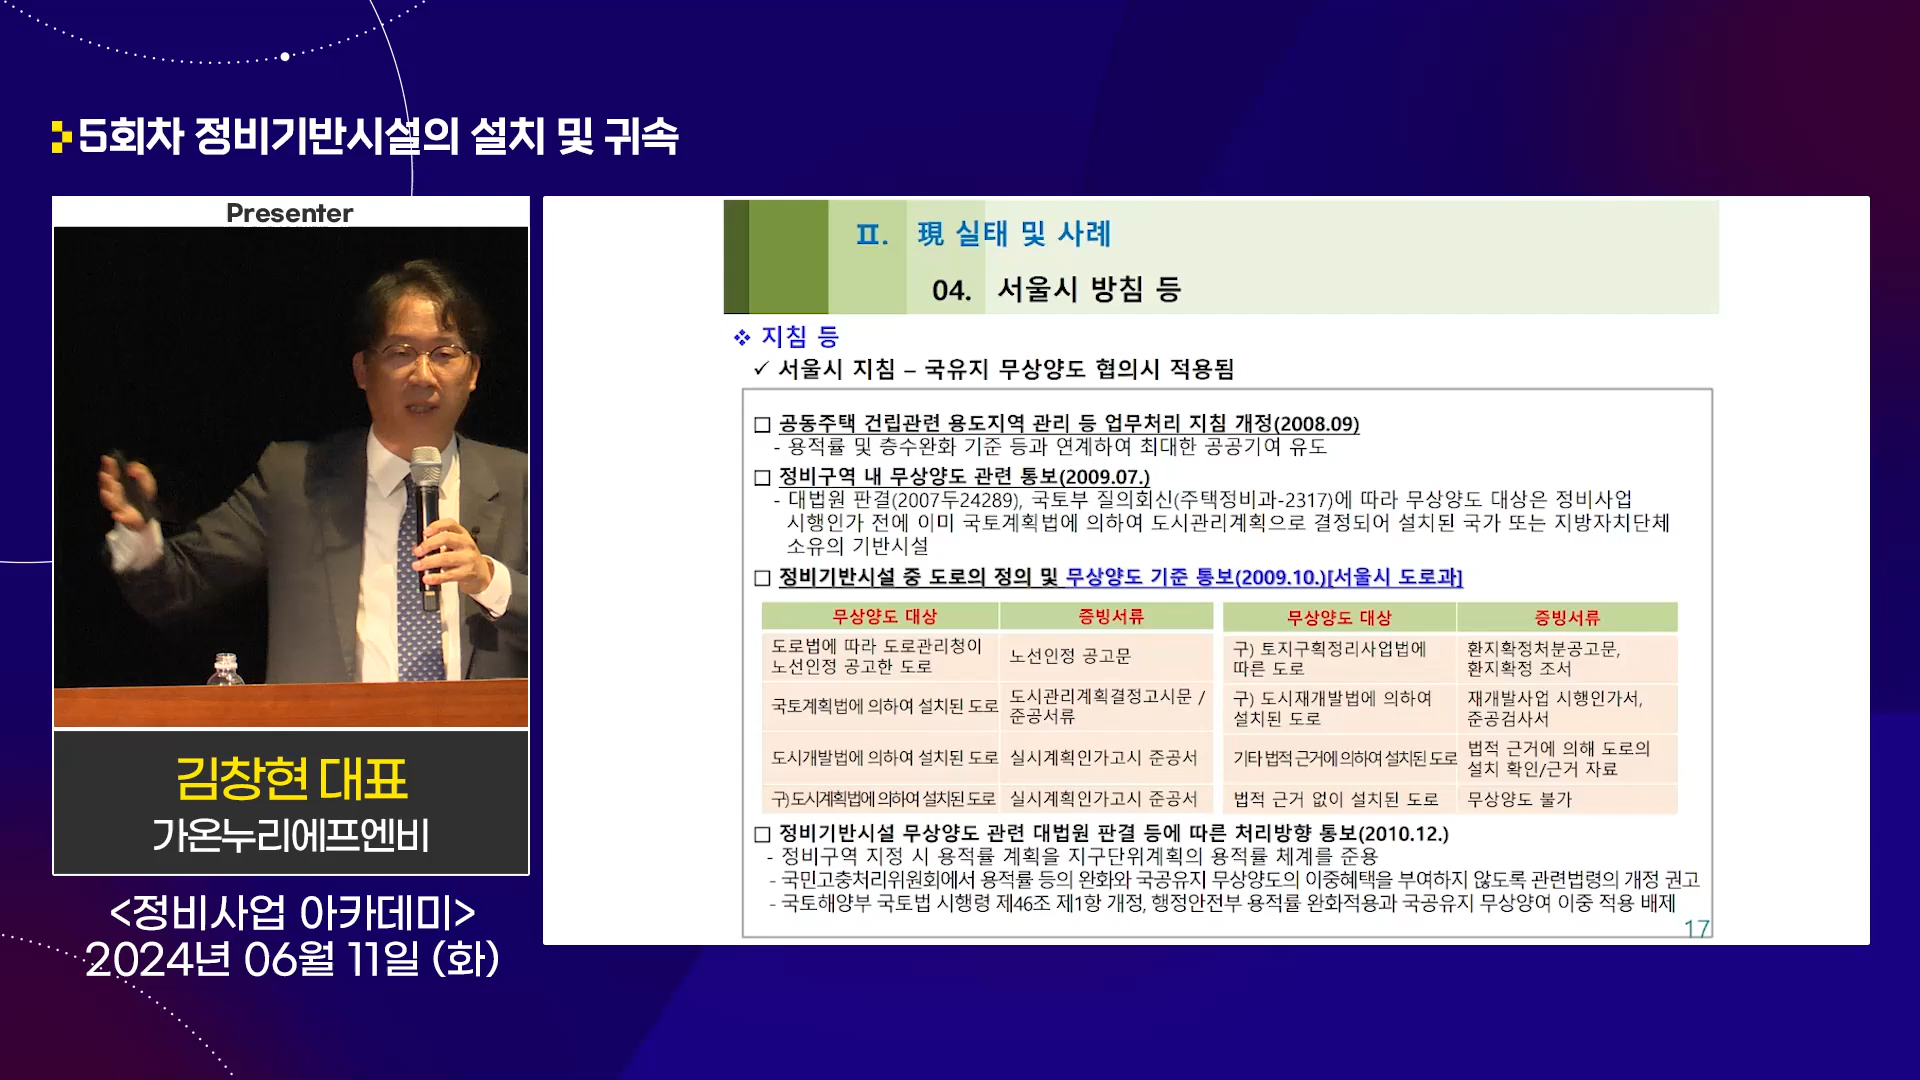 5회차 정비기반시설의 설치 및 귀속
Presenter
김창현 대표
가온누리에프엔비
<정비사업 아카데미>
2024년 06월 11일 (화)
Ⅱ. 現 실태 및 사례
04. 서울시 방침 등
❖ 지침 등
✓ 서울시 지침 – 국유지 무상양도 협의시 적용됨
□ 공동주택 건립관련 용도지역 관리 등 업무처리 지침 개정(2008.09)
- 용적률 및 층수완화 기준 등과 연계하여 최대한 공공기여 유도
□ 정비구역 내 무상양도 관련 통보(2009.07.)
- 대법원 판결(2007두24289), 국토부 질의회신(주택정비과-2317)에 따라 무상양도 대상은 정비사업
시행인가 전에 이미 국토계획법에 의하여 도시관리계획으로 결정되어 설치된 국가 또는 지방자치단체
소유의 기반시설
□ 정비기반시설 중 도로의 정의 및 무상양도 기준 통보(2009.10.)[서울시 도로과]
무상양도 대상 증빙서류
도로법에 따라 도로관리청이
노선인정 공고한 도로
노선인정 공고문
국토계획법에 의하여 설치된 도로
도시관리계획결정고시문 /
준공서류
도시개발법에 의하여 설치된 도로 실시계획인가고시 준공서
구) 도시계획법에 의하여 설치된 도로 실시계획인가고시 준공서
무상양도 대상 증빙서류
구) 토지구획정리사업법에
따른 도로
환지확정처분공고문,
환지확정 조서
구) 도시재개발법에 의하여
설치된 도로
재개발사업 시행인가서,
준공검사서
기타 법적 근거에 의하여 설치된 도로
법적 근거에 의해 도로의
설치 확인/근거 자료
법적 근거 없이 설치된 도로 무상양도 불가
□ 정비기반시설 무상양도 관련 대법원 판결 등에 따른 처리방향 통보(2010.12.)
- 정비구역 지정 시 용적률 계획을 지구단위계획의 용적률 체계를 준용
- 국민고충처리위원회에서 용적률 등의 완화와 국공유지 무상양도의 이중혜택을 부여하지 않도록 관련법령의 개정 권고
- 국토해양부 국토법 시행령 제46조 제1항 개정, 행정안전부 용적률 완화적용과 국공유지 무상양여 이중 적용 배제
17